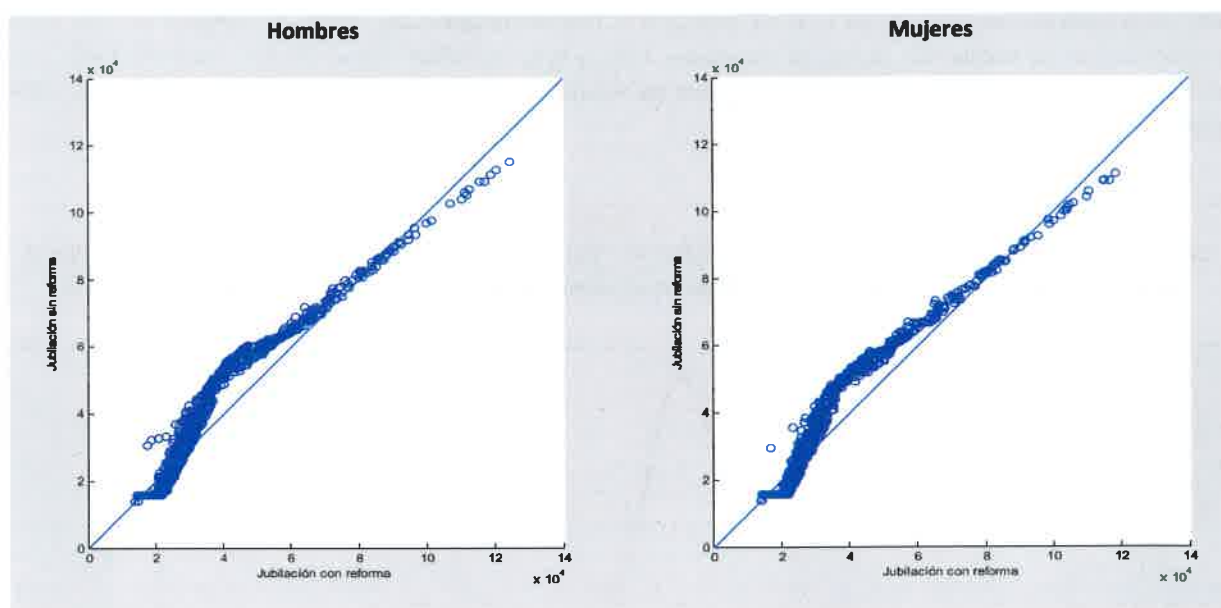 Hombres
x 10⁴
14
12
10
8
6
4
2
0
Jubilación sin reforma
0 2 4 6 8 10 12 14
Jubilación con reforma
x 10⁴
Mujeres
x 10⁴
14
12
10
8
6
4
2
0
Jubilación sin reforma
0 2 4 6 8 10 12 14
Jubilación con reforma
x 10⁴